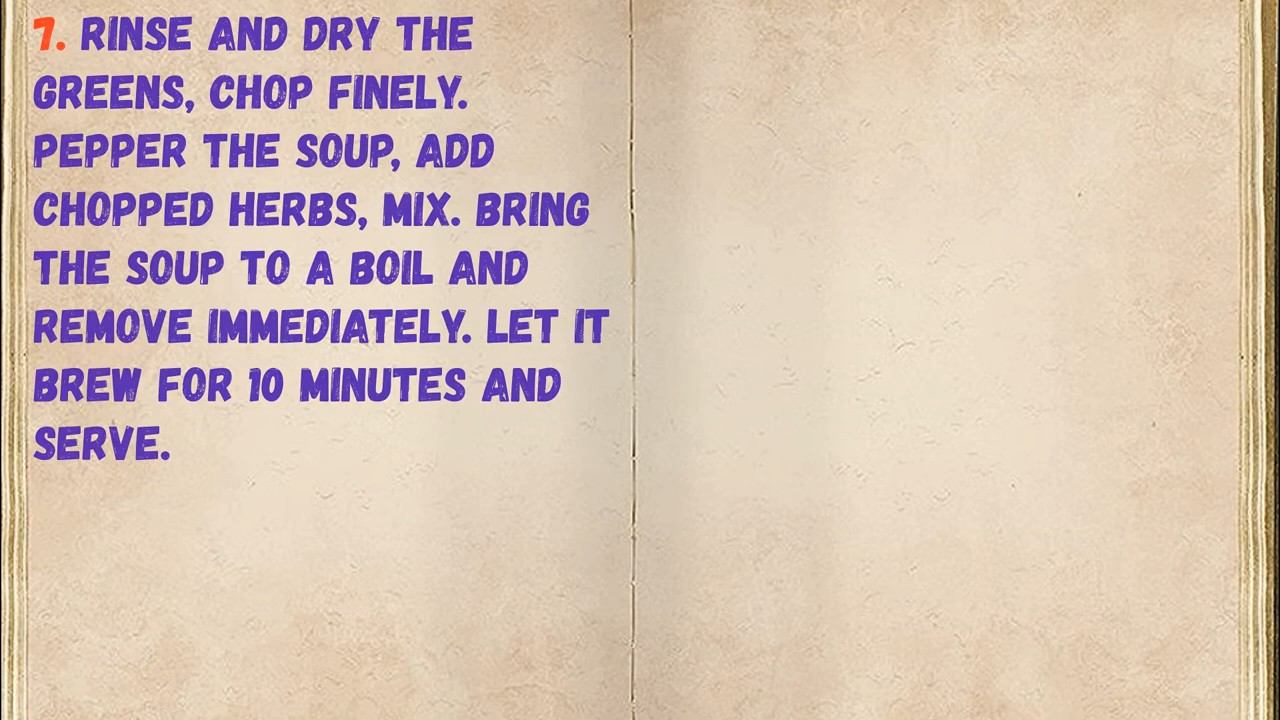 7. RINSE AND DRY THE
GREENS, CHOP FINELY.
PEPPER THE SOUP, ADD
CHOPPED HERBS, MIX. BRING
THE SOUP TO A BOIL AND
REMOVE IMMEDIATELY. LET IT
BREW FOR 10 MINUTES AND
SERVE.